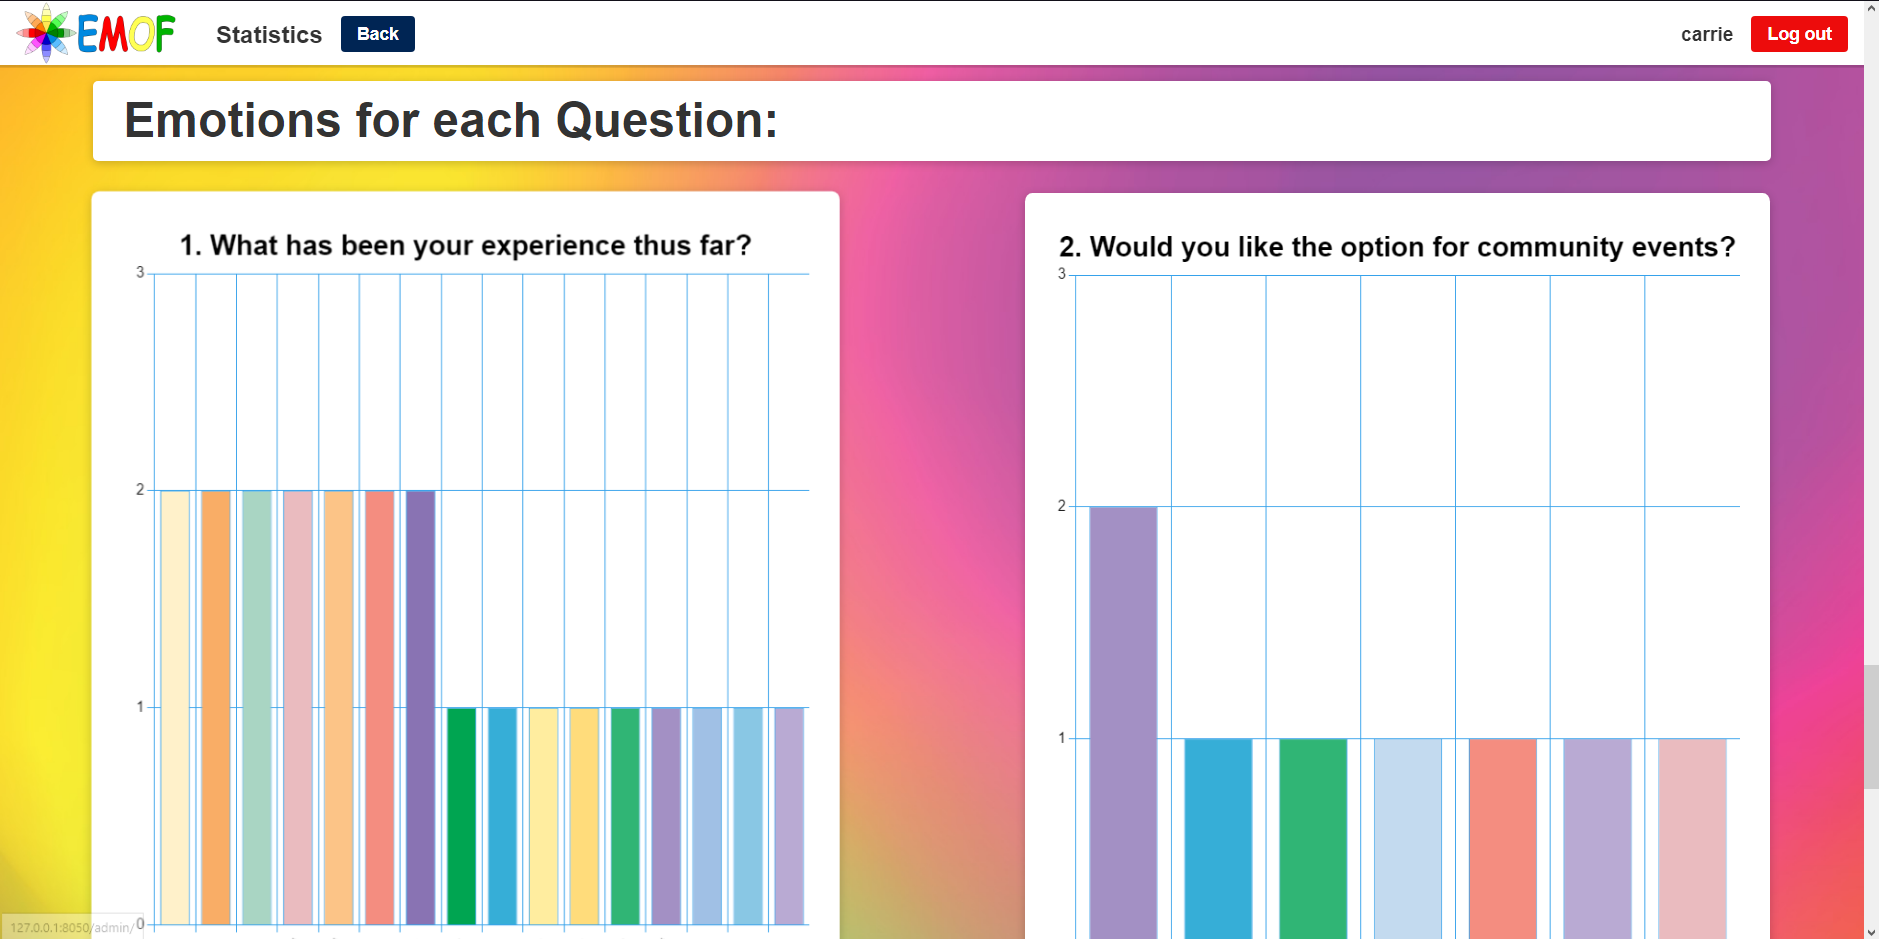 EMOF
Statistics
Back
carrie
Log out
Emotions for each Question:
1. What has been your experience thus far?
3
2
1
0
2. Would you like the option for community events?
3
2
1
127.0.0.1:8050/admin/